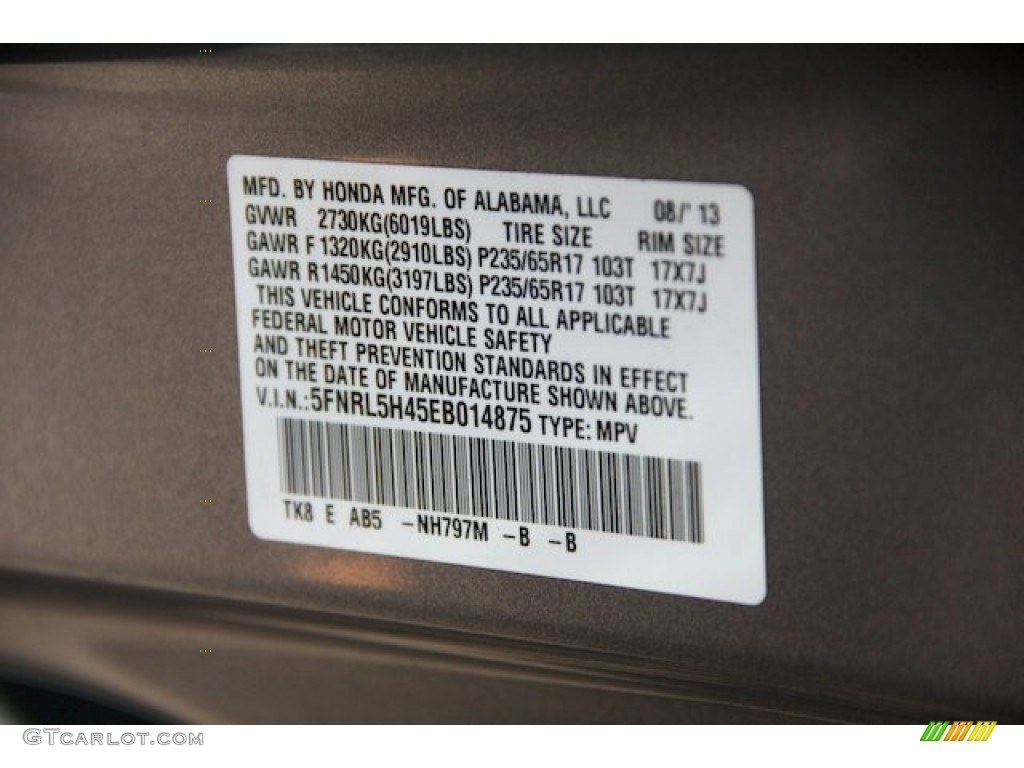 MFD. BY HONDA MFG. OF ALABAMA, LLC 08/' 13
GVWR 2730KG(6019LBS) TIRE SIZE RIM SIZE
GAWR F 1320KG(2910LBS) P235/65R17 103T 17X7J
GAWR R1450KG(3197LBS) P235/65R17 103T 17X7J
THIS VEHICLE CONFORMS TO ALL APPLICABLE
FEDERAL MOTOR VEHICLE SAFETY
AND THEFT PREVENTION STANDARDS IN EFFECT
ON THE DATE OF MANUFACTURE SHOWN ABOVE.
V.I.N.:5FNRL5H45EB014875 TYPE: MPV
TK8 E AB5 -NH797M -B -B
GTCarLot.com